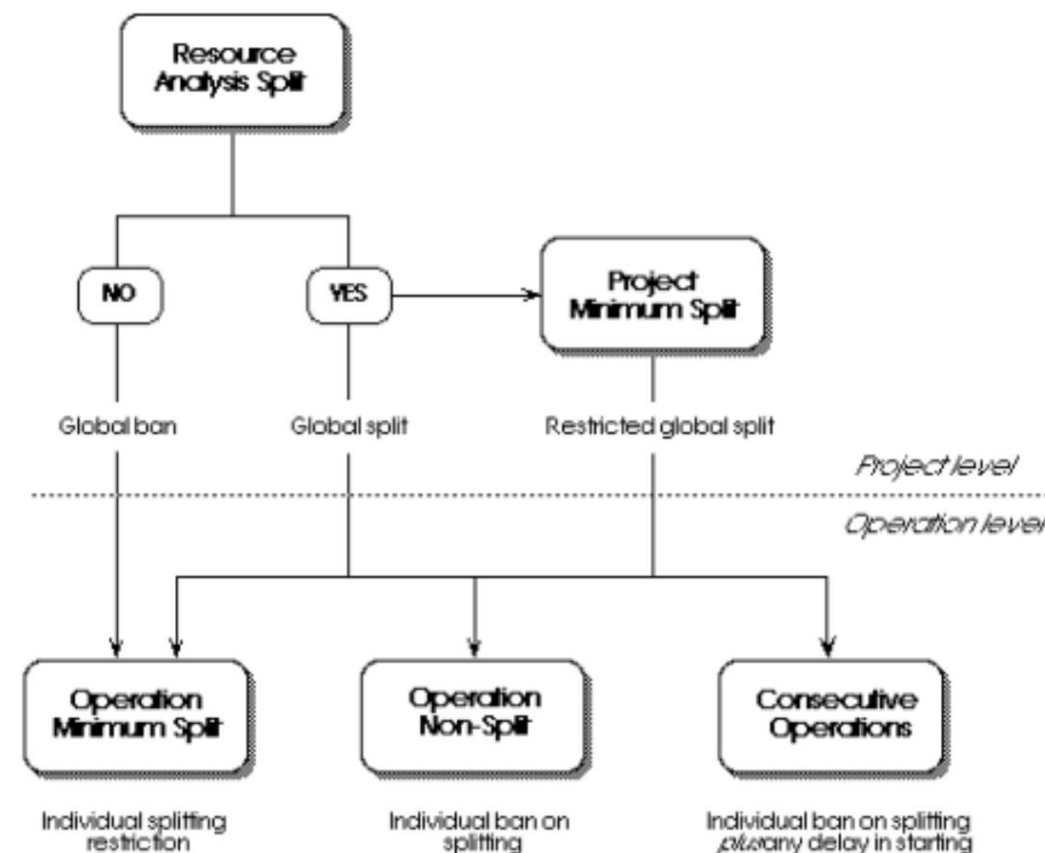 Resource
Analysis Split
NO
YES
Project
Minimum Split
Global ban
Global split
Restricted global split
Project level
Operation level
Operation
Minimum Split
Operation
Non-Split
Consecutive
Operations
Individual splitting
restriction
Individual ban on
splitting
Individual ban on splitting
plus any delay in starting